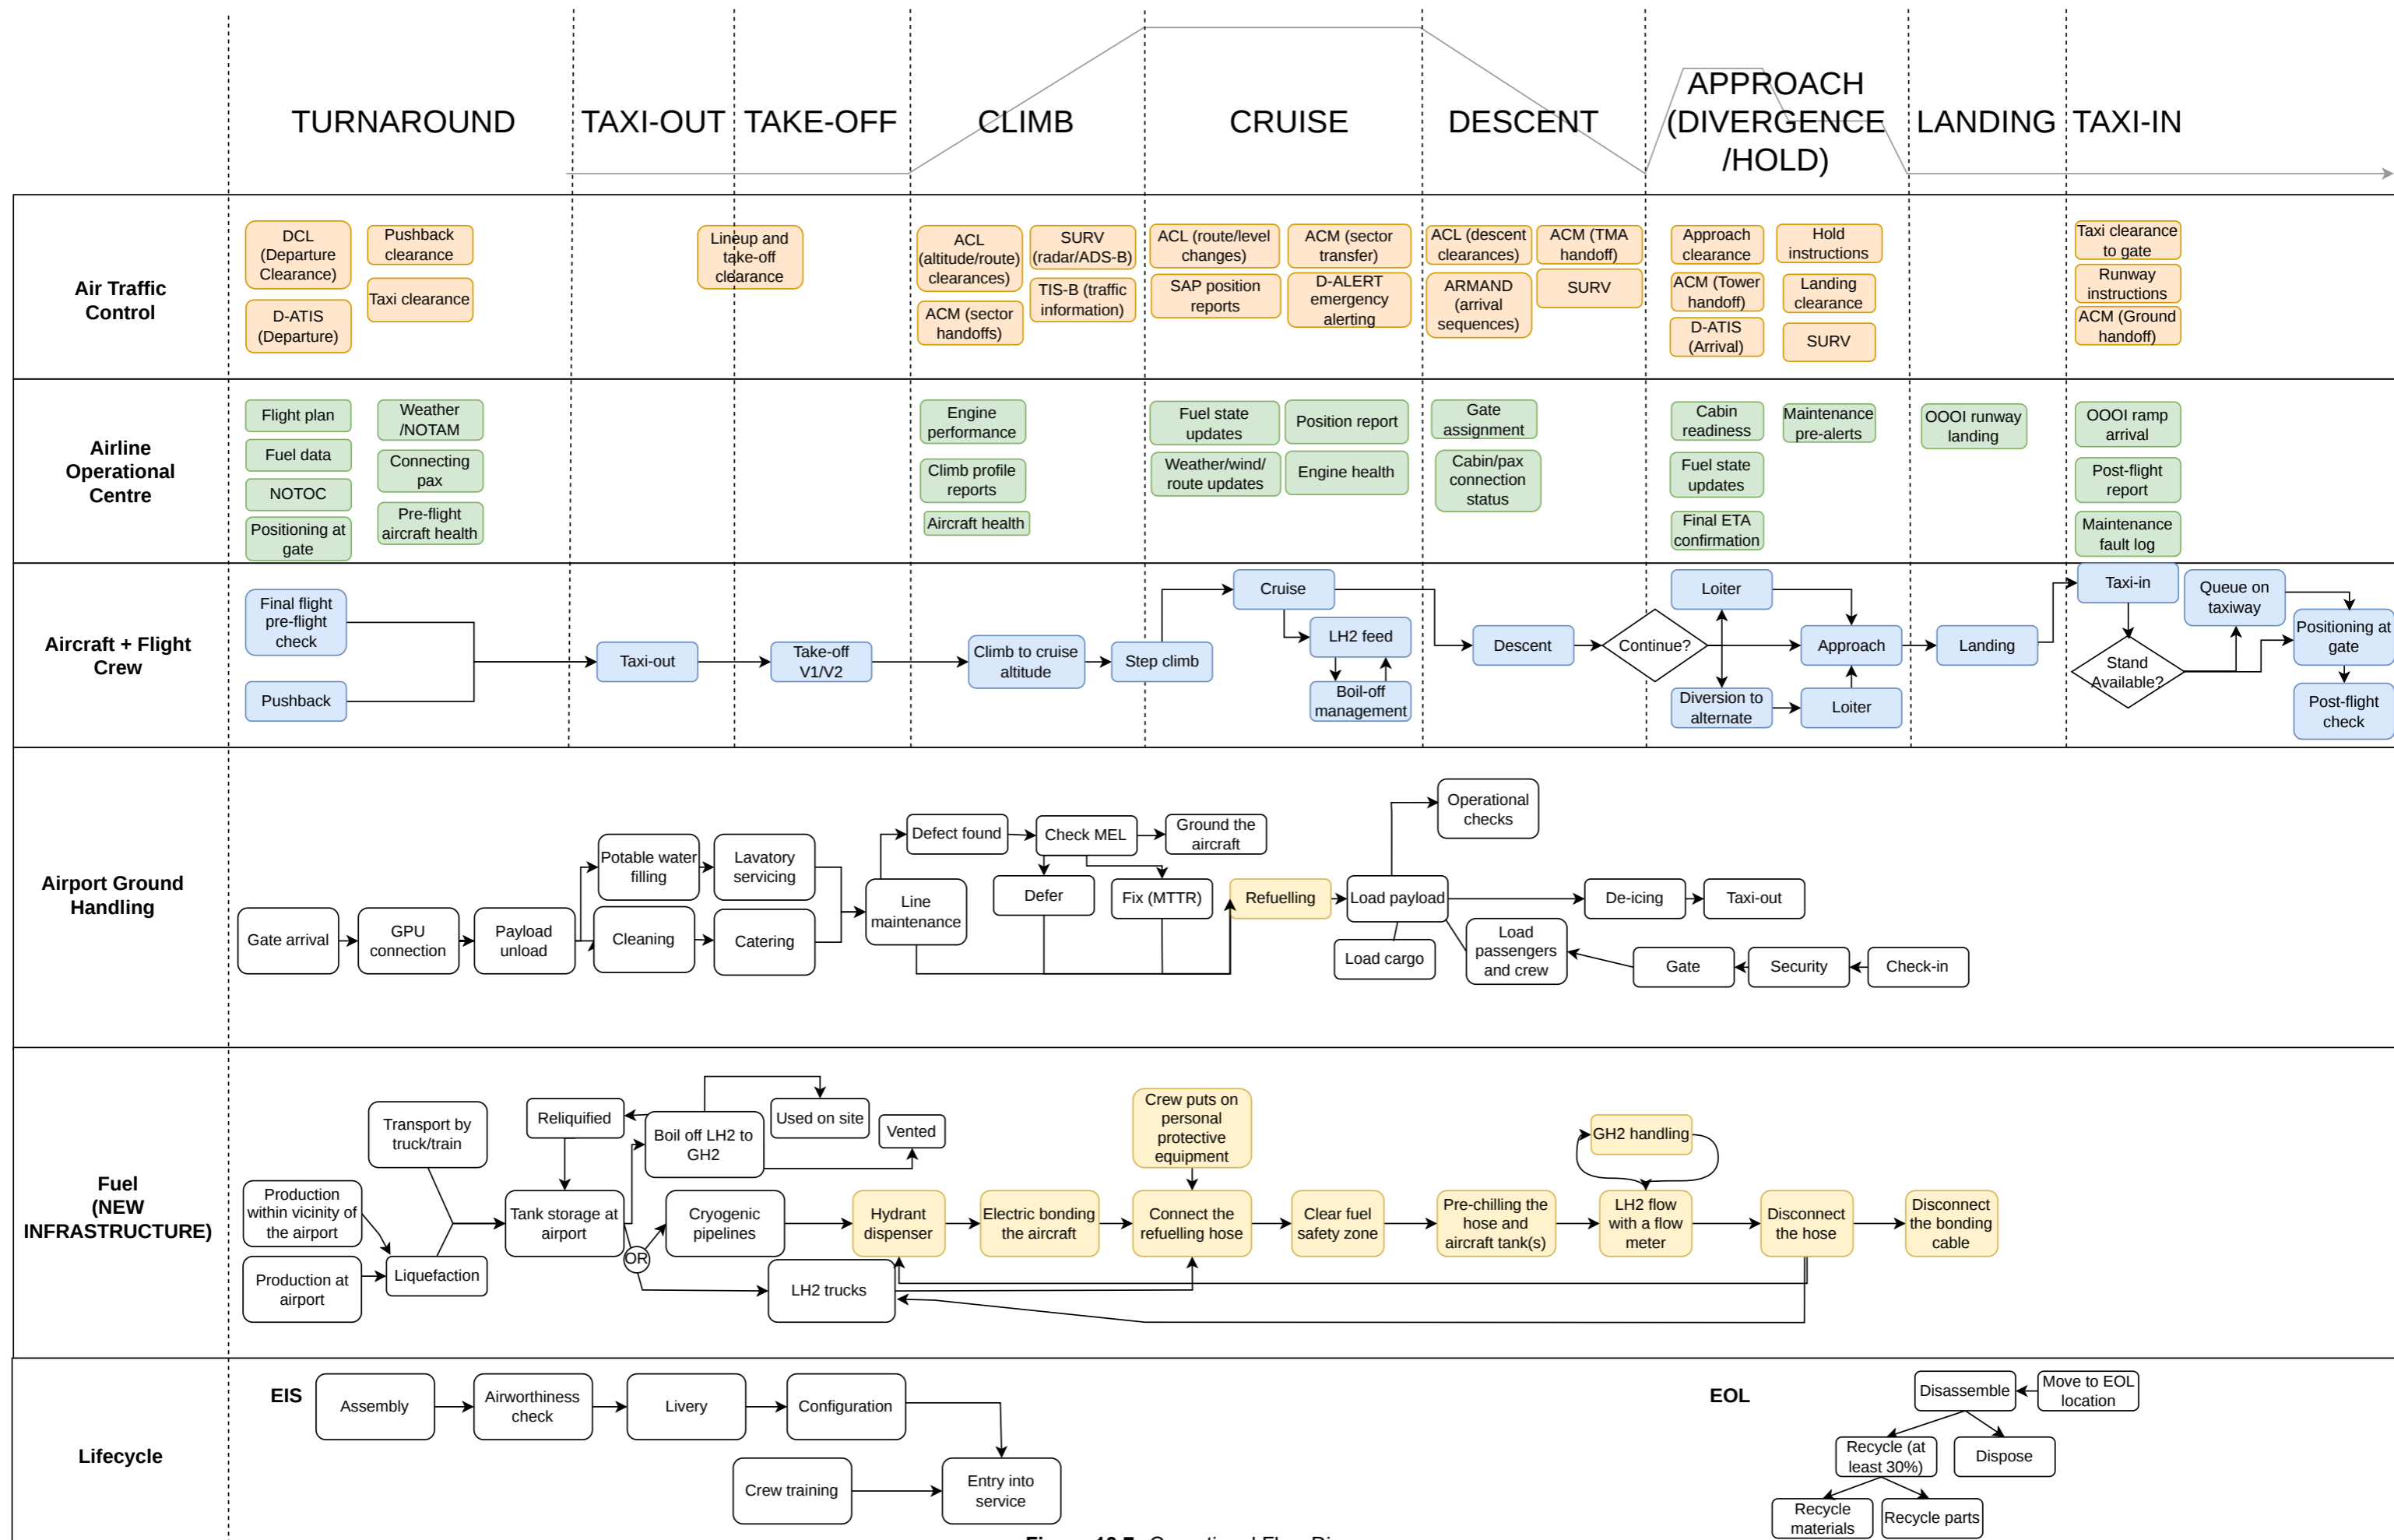 TURNAROUND
TAXI-OUT
TAKE-OFF
CLIMB
CRUISE
DESCENT
APPROACH
(DIVERGENCE
/HOLD)
LANDING
TAXI-IN
Air Traffic
Control
DCL
(Departure
Clearance)
Pushback
clearance
D-ATIS
(Departure)
Taxi clearance
Lineup and
take-off
clearance
ACL
(altitude/route)
clearances)
SURV
(radar/ADS-B)
ACM (sector
handoffs)
TIS-B (traffic
information)
ACL (route/level
changes)
ACM (sector
transfer)
SAP position
reports
D-ALERT
emergency
alerting
ACL (descent
clearances)
ACM (TMA
handoff)
ARMAND
(arrival
sequences)
SURV
Approach
clearance
Hold
instructions
ACM (Tower
handoff)
Landing
clearance
D-ATIS
(Arrival)
SURV
Taxi clearance
to gate
Runway
instructions
ACM (Ground
handoff)
Airline
Operational
Centre
Flight plan
Weather
/NOTAM
Fuel data
Connecting
pax
NOTOC
Pre-flight
aircraft health
Positioning at
gate
Engine
performance
Climb profile
reports
Aircraft health
Fuel state
updates
Position report
Weather/wind/
route updates
Engine health
Gate
assignment
Cabin/pax
connection
status
Cabin
readiness
Maintenance
pre-alerts
Fuel state
updates
Final ETA
confirmation
OOOI runway
landing
OOOI ramp
arrival
Post-flight
report
Maintenance
fault log
Aircraft + Flight
Crew
Final flight
pre-flight
check
Pushback
Taxi-out
Take-off
V1/V2
Climb to cruise
altitude
Step climb
Cruise
LH2 feed
Boil-off
management
Descent
Continue?
Loiter
Approach
Diversion to
alternate
Loiter
Landing
Taxi-in
Stand
Available?
Queue on
taxiway
Positioning at
gate
Post-flight
check
Airport Ground
Handling
Gate arrival
GPU
connection
Payload
unload
Potable water
filling
Lavatory
servicing
Cleaning
Catering
Line
maintenance
Defect found
Check MEL
Ground the
aircraft
Defer
Fix (MTTR)
Refuelling
Load payload
Operational
checks
Load cargo
Load
passengers
and crew
De-icing
Taxi-out
Gate
Security
Check-in
Fuel
(NEW
INFRASTRUCTURE)
Transport by
truck/train
Production
within vicinity of
the airport
Production at
airport
Liquefaction
Tank storage at
airport
Reliquified
Boil off LH2 to
GH2
Used on site
Vented
OR
Cryogenic
pipelines
LH2 trucks
Hydrant
dispenser
Electric bonding
the aircraft
Crew puts on
personal
protective
equipment
Connect the
refuelling hose
Clear fuel
safety zone
Pre-chilling the
hose and
aircraft tank(s)
GH2 handling
LH2 flow
with a flow
meter
Disconnect
the hose
Disconnect
the bonding
cable
Lifecycle
EIS
Assembly
Airworthiness
check
Livery
Configuration
Crew training
Entry into
service
EOL
Disassemble
Move to EOL
location
Recycle (at
least 30%)
Dispose
Recycle
materials
Recycle parts